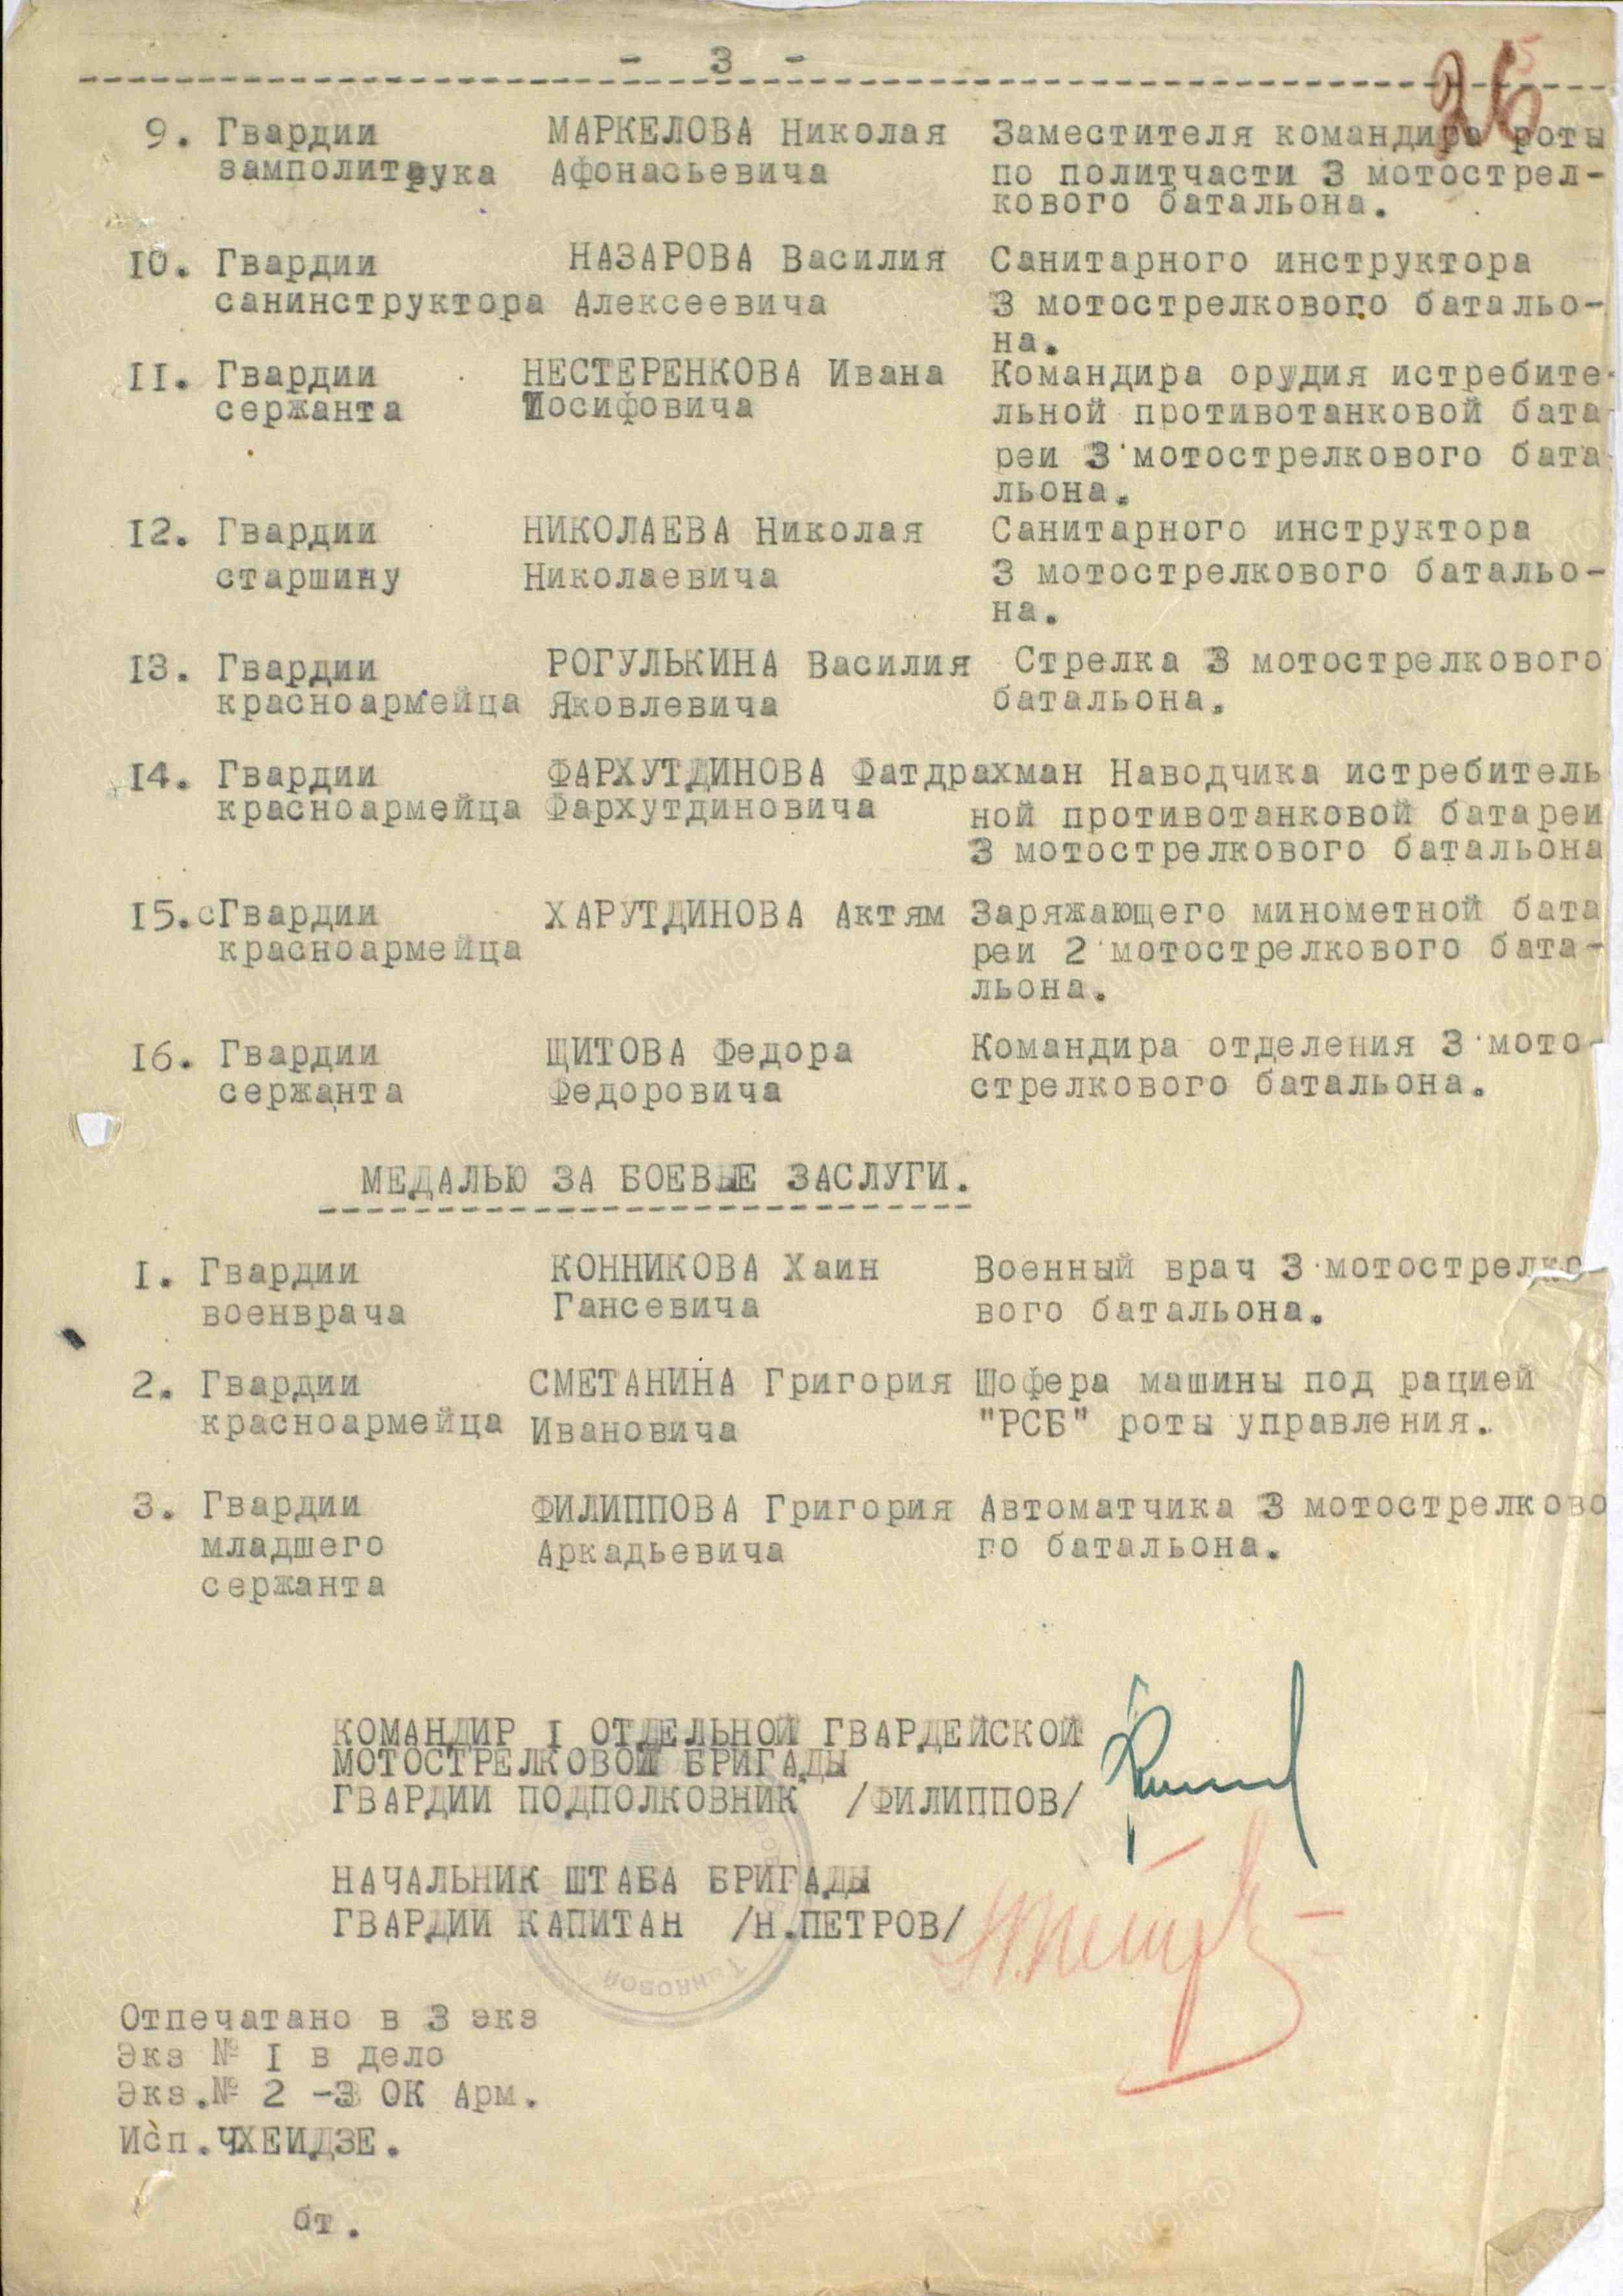 - 3 -
26
9. Гвардии МАРКЕЛОВА Николая Заместителя командира роты
замполитрука Афонасьевича по политчасти 3 мотострел-
кового батальона.
10. Гвардии НАЗАРОВА Василия Санитарного инструктора
санинструктора Алексеевича 3 мотострелкового батальо-
на.
11. Гвардии НЕСТЕРЕНКОВА Ивана Командира орудия истребите-
сержанта Иосифовича льной противотанковой бата-
реи 3 мотострелкового бата-
льона.
12. Гвардии НИКОЛАЕВА Николая Санитарного инструктора
старшину Николаевича 3 мотострелкового батальо-
на.
13. Гвардии РОГУЛЬКИНА Василия Стрелка 3 мотострелкового
красноармейца Яковлевича батальона.
14. Гвардии ФАРХУТДИНОВА Фатдрахман Наводчика истребитель
красноармейца Фархутдиновича ной противотанковой батареи
3 мотострелкового батальона
15.сГвардии ХАРУТДИНОВА Актям Заряжающего минометной бата
красноармейца реи 2 мотострелкового бата-
льона.
16. Гвардии ЩИТОВА Федора Командира отделения 3 мото-
сержанта Федоровича стрелкового батальона.
МЕДАЛЬЮ ЗА БОЕВЫЕ ЗАСЛУГИ.
1. Гвардии КОННИКОВА Хаин Военный врач 3 мотострелко-
военврача Гансевича вого батальона.
2. Гвардии СМЕТАНИНА Григория Шофера машины под рацией
красноармейца Ивановича "РСБ" роты управления.
3. Гвардии ФИЛИППОВА Григория Автоматчика 3 мотострелково
младшего Аркадьевича го батальона.
сержанта
КОМАНДИР I ОТДЕЛЬНОЙ ГВАРДЕЙСКОЙ
МОТОСТРЕЛКОВОЙ БРИГАДЫ
ГВАРДИИ ПОДПОЛКОВНИК /ФИЛИППОВ/
НАЧАЛЬНИК ШТАБА БРИГАДЫ
ГВАРДИИ КАПИТАН /Н.ПЕТРОВ/
Отпечатано в 3 экз
Экз № I в дело
Экз.№ 2 -3 ОК Арм.
Исп.ЧХЕИДЗЕ.
бт.